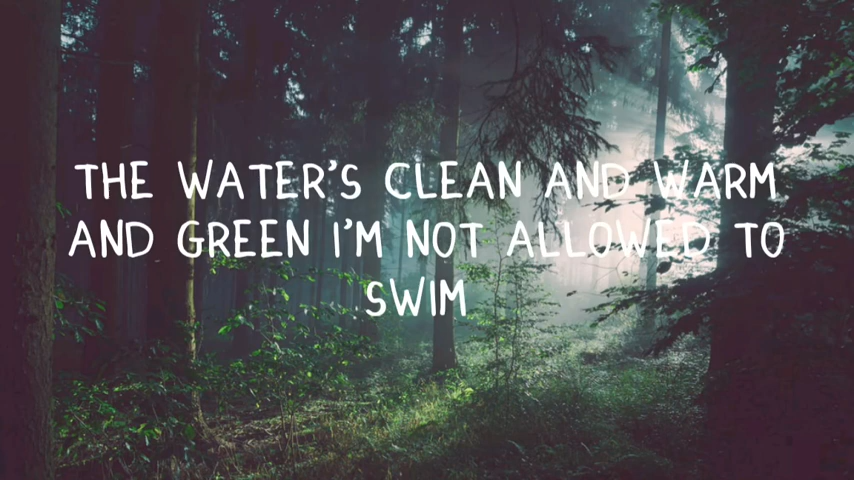 THE WATER'S CLEAN AND WARM
AND GREEN I'M NOT ALLOWED TO
SWIM